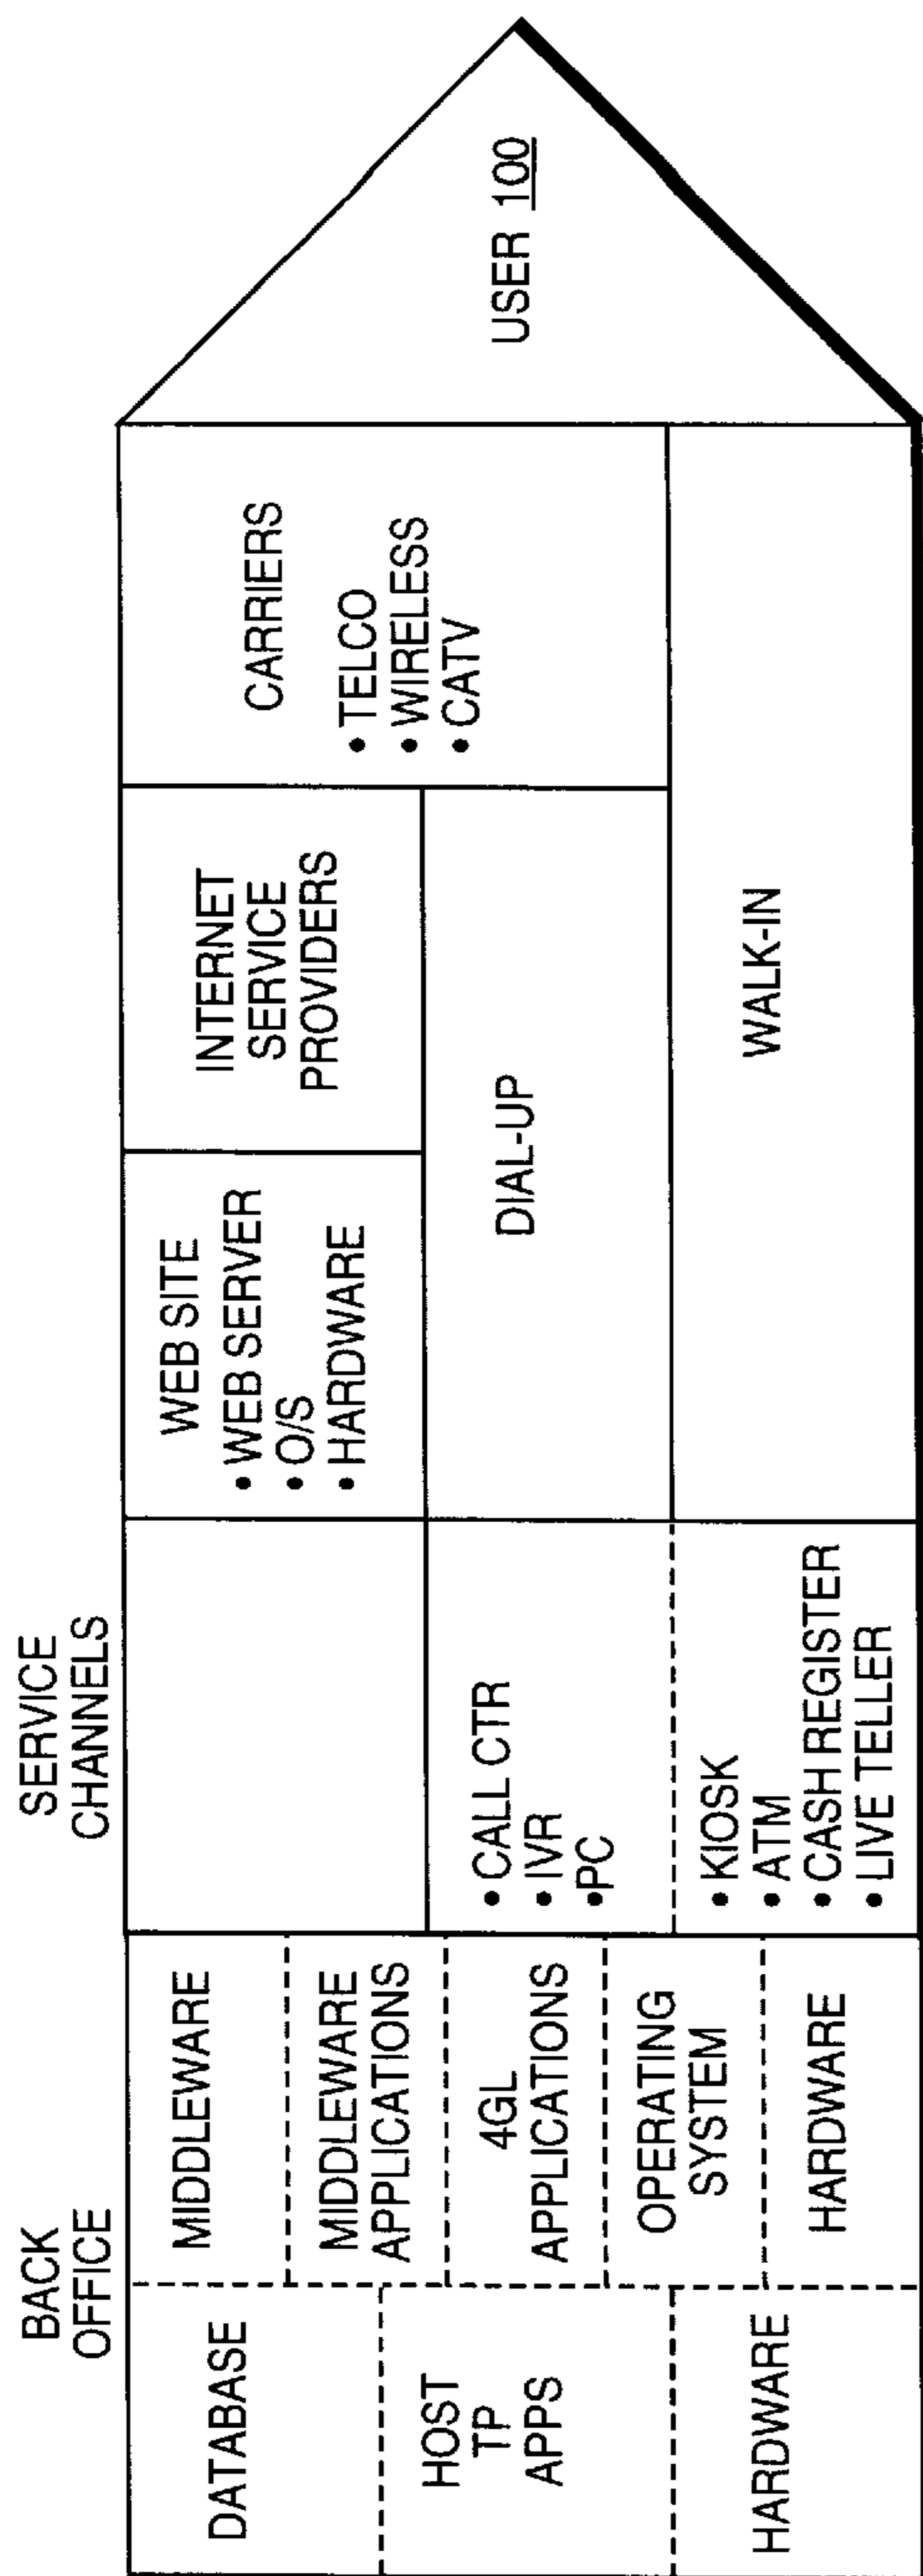 BACK
OFFICE
SERVICE
CHANNELS
DATABASE
HOST
TP
APPS
HARDWARE
MIDDLEWARE
MIDDLEWARE
APPLICATIONS
4GL
APPLICATIONS
OPERATING
SYSTEM
HARDWARE
• CALL CTR
• IVR
• PC
• KIOSK
• ATM
• CASH REGISTER
• LIVE TELLER
WEB SITE
• WEB SERVER
• O/S
• HARDWARE
INTERNET
SERVICE
PROVIDERS
DIAL-UP
WALK-IN
CARRIERS
• TELCO
• WIRELESS
• CATV
USER 100